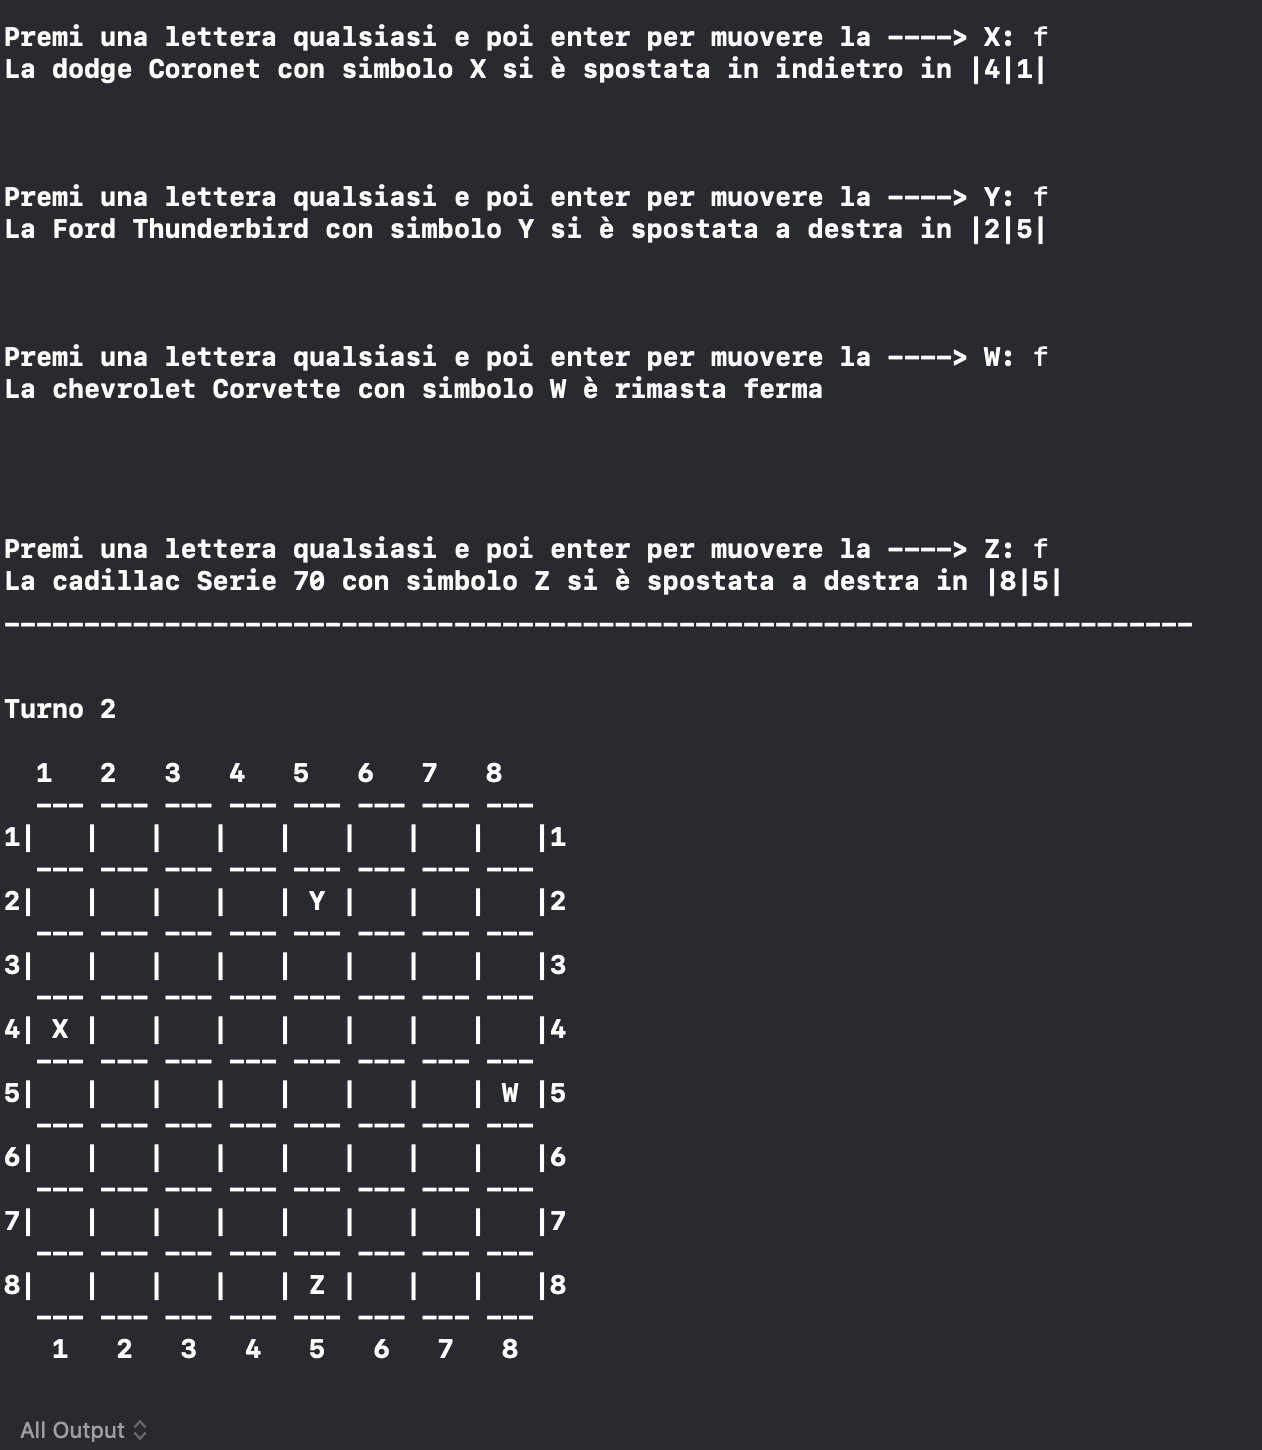 Premi una lettera qualsiasi e poi enter per muovere la ----> X: f
La dodge Coronet con simbolo X si è spostata in indietro in |4|1|
Premi una lettera qualsiasi e poi enter per muovere la ----> Y: f
La Ford Thunderbird con simbolo Y si è spostata a destra in |2|5|
Premi una lettera qualsiasi e poi enter per muovere la ----> W: f
La chevrolet Corvette con simbolo W è rimasta ferma
Premi una lettera qualsiasi e poi enter per muovere la ----> Z: f
La cadillac Serie 70 con simbolo Z si è spostata a destra in |8|5|
--------------------------------------------------------------------------
Turno 2
  1   2   3   4   5   6   7   8
  --- --- --- --- --- --- --- ---
1|   |   |   |   |   |   |   |   |1
  --- --- --- --- --- --- --- ---
2|   |   |   |   | Y |   |   |   |2
  --- --- --- --- --- --- --- ---
3|   |   |   |   |   |   |   |   |3
  --- --- --- --- --- --- --- ---
4| X |   |   |   |   |   |   |   |4
  --- --- --- --- --- --- --- ---
5|   |   |   |   |   |   |   | W |5
  --- --- --- --- --- --- --- ---
6|   |   |   |   |   |   |   |   |6
  --- --- --- --- --- --- --- ---
7|   |   |   |   |   |   |   |   |7
  --- --- --- --- --- --- --- ---
8|   |   |   |   | Z |   |   |   |8
  --- --- --- --- --- --- --- ---
   1   2   3   4   5   6   7   8
All Output